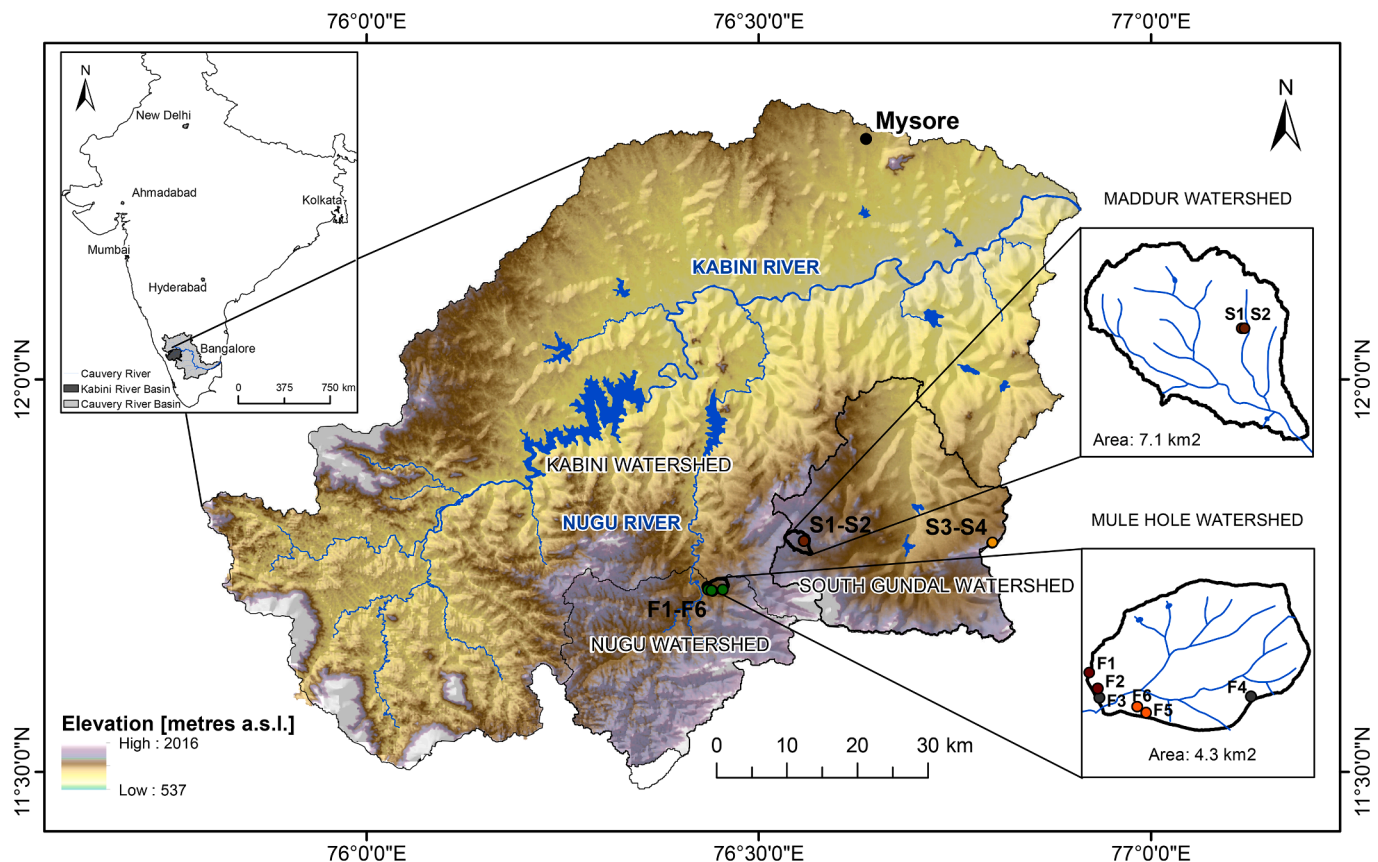 76°0'0"E
76°30'0"E
77°0'0"E
N
New Delhi
Ahmadabad
Kolkata
Mumbai
Hyderabad
Bangalore
Cauvery River
Kabini River Basin
Cauvery River Basin
0 375 750 km
Mysore
N
KABINI RIVER
MADDUR WATERSHED
S1 S2
Area: 7.1 km2
12°0'0"N
12°0'0"N
KABINI WATERSHED
NUGU RIVER
S1-S2
S3-S4
MULE HOLE WATERSHED
SOUTH GUNDAL WATERSHED
F1-F6
NUGU WATERSHED
F1
F2
F3
F6
F5
F4
Area: 4.3 km2
Elevation [metres a.s.l.]
High : 2016
Low : 537
0 10 20 30 km
11°30'0"N
11°30'0"N
76°0'0"E
76°30'0"E
77°0'0"E